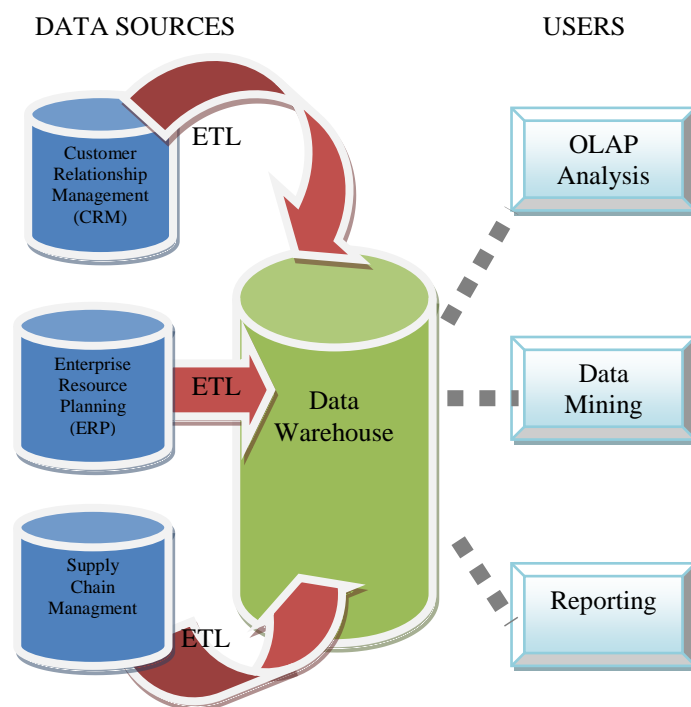 DATA SOURCES
USERS
ETL
Customer
Relationship
Management
(CRM)
OLAP
Analysis
Enterprise
Resource
Planning
(ERP)
ETL
Data
Warehouse
Data
Mining
Supply
Chain
Managment
ETL
Reporting